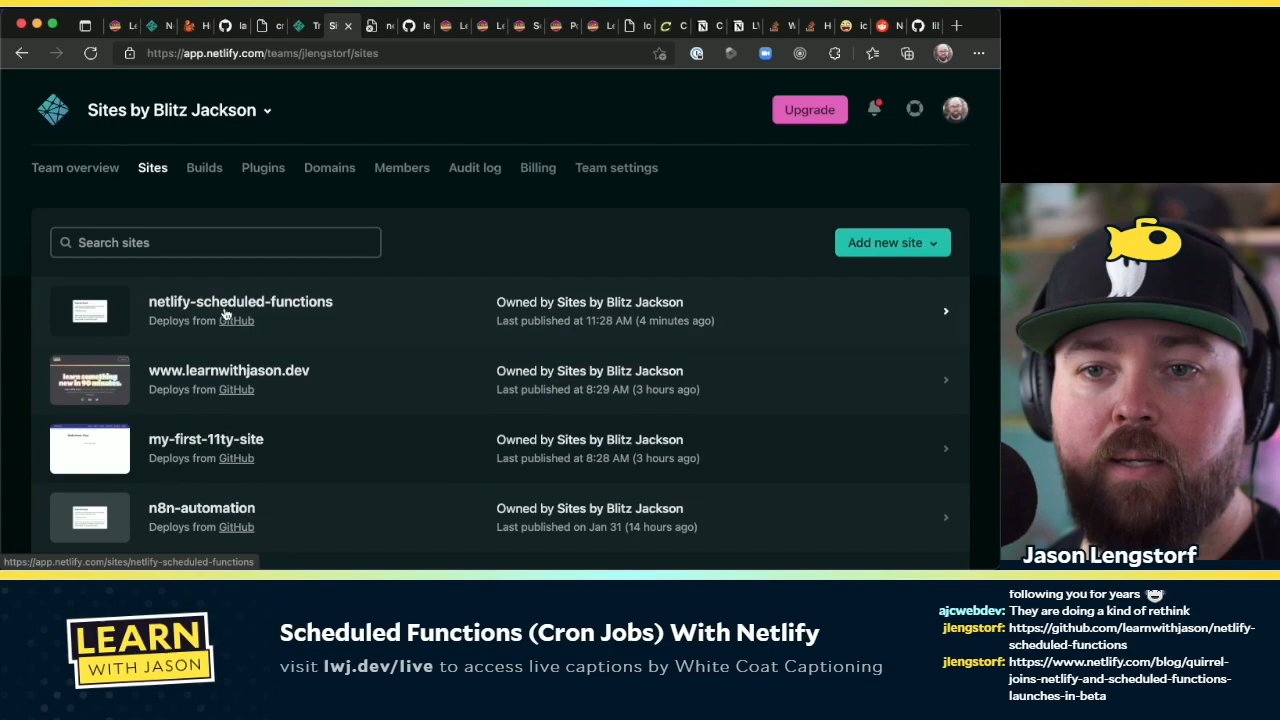 https://app.netlify.com/teams/jlengstorf/sites
Sites by Blitz Jackson
Upgrade
Team overview Sites Builds Plugins Domains Members Audit log Billing Team settings
Search sites
Add new site
netlify-scheduled-functions
Deploys from GitHub
Owned by Sites by Blitz Jackson
Last published at 11:28 AM (4 minutes ago)
learn something
new in 90 minutes.
www.learnwithjason.dev
Deploys from GitHub
Owned by Sites by Blitz Jackson
Last published at 8:29 AM (3 hours ago)
my-first-11ty-site
Deploys from GitHub
Owned by Sites by Blitz Jackson
Last published at 8:28 AM (3 hours ago)
n8n-automation
Deploys from GitHub
Owned by Sites by Blitz Jackson
Last published on Jan 31 (14 hours ago)
https://app.netlify.com/sites/netlify-scheduled-functions
Jason Lengstorf
LEARN
WITH JASON
Scheduled Functions (Cron Jobs) With Netlify
visit lwj.dev/live to access live captions by White Coat Captioning
following you for years
ajcwebdev: They are doing a kind of rethink
jlengstorf: https://github.com/learnwithjason/netlify-
scheduled-functions
jlengstorf: https://www.netlify.com/blog/quirrel-
joins-netlify-and-scheduled-functions-
launches-in-beta